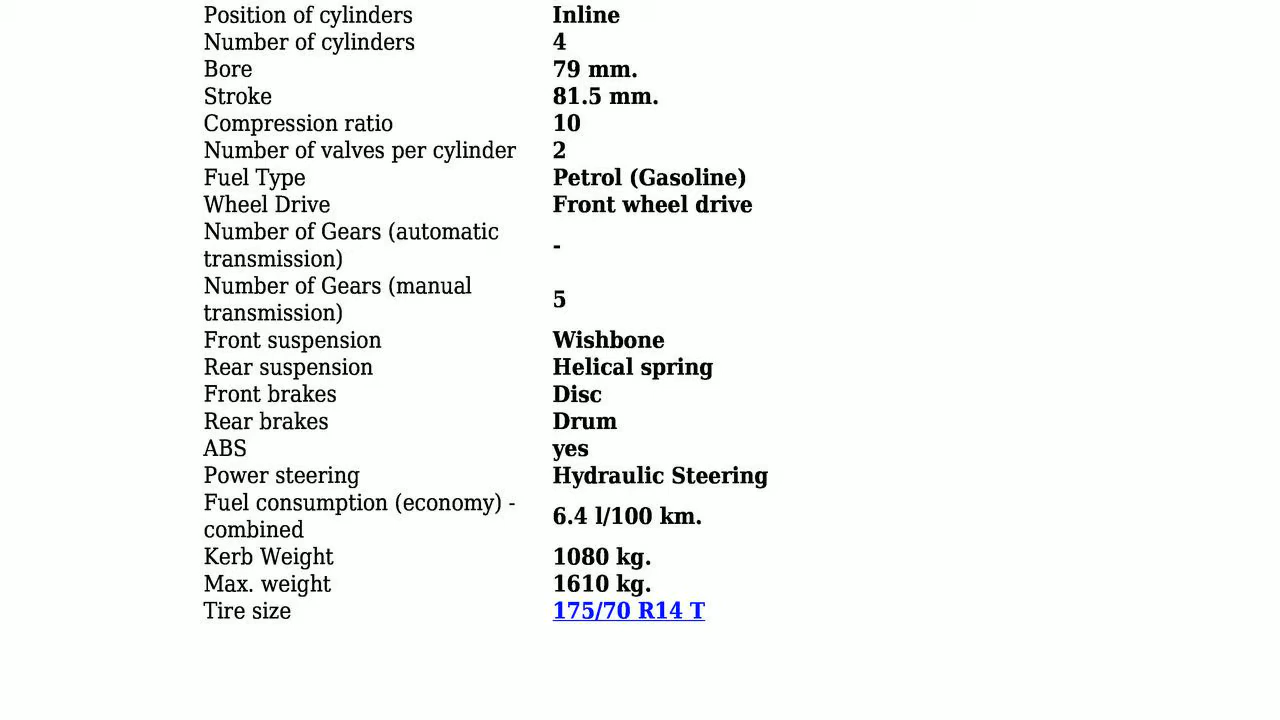 Position of cylinders Inline
Number of cylinders 4
Bore 79 mm.
Stroke 81.5 mm.
Compression ratio 10
Number of valves per cylinder 2
Fuel Type Petrol (Gasoline)
Wheel Drive Front wheel drive
Number of Gears (automatic
transmission) -
Number of Gears (manual
transmission) 5
Front suspension Wishbone
Rear suspension Helical spring
Front brakes Disc
Rear brakes Drum
ABS yes
Power steering Hydraulic Steering
Fuel consumption (economy) -
combined 6.4 l/100 km.
Kerb Weight 1080 kg.
Max. weight 1610 kg.
Tire size 175/70 R14 T